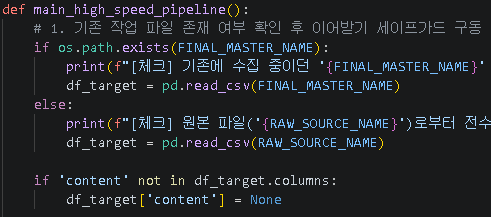 def main_high_speed_pipeline():
# 1. 기존 작업 파일 존재 여부 확인 후 이어받기 세이프가드 구동
if os.path.exists(FINAL_MASTER_NAME):
print(f"[체크] 기존에 수집 중이던 '{FINAL_MASTER_NAME}'
df_target = pd.read_csv(FINAL_MASTER_NAME)
else:
print(f"[체크] 원본 파일('{RAW_SOURCE_NAME}')로부터 전수
df_target = pd.read_csv(RAW_SOURCE_NAME)
if 'content' not in df_target.columns:
df_target['content'] = None